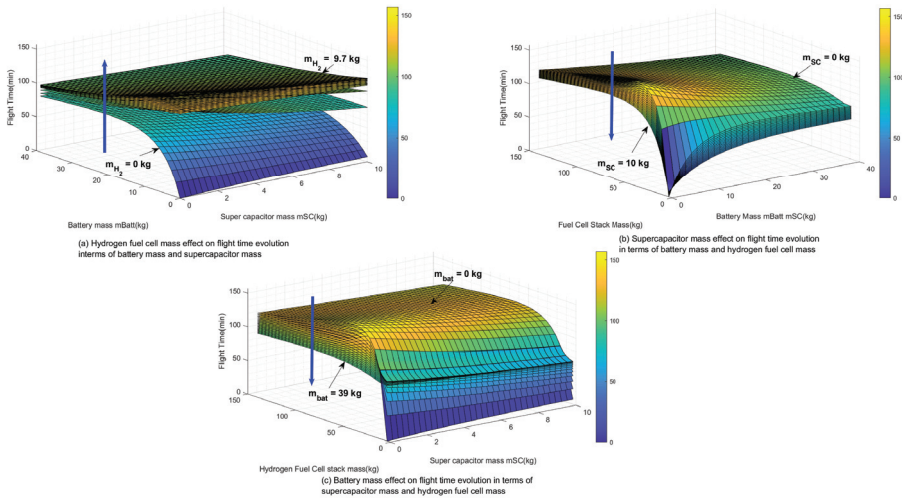 150
100
50
0
Flight Time(min)
40
30
20
10
0
0
2
4
6
8
10
Battery mass mBatt(kg)
Super capacitor mass mSC(kg)
mH2 = 9.7 kg
mH2 = 0 kg
150
100
50
0
(a) Hydrogen fuel cell mass effect on flight time evolution
interms of battery mass and supercapacitor mass
150
100
50
0
Flight Time(min)
150
100
50
0
0
10
20
30
40
Fuel Cell Stack Mass(kg)
Battery Mass mBatt mSC(kg)
mSC = 0 kg
mSC = 10 kg
150
100
50
0
(b) Supercapacitor mass effect on flight time evolution
in terms of battery mass and hydrogen fuel cell mass
150
100
50
0
Flight Time(min)
150
100
50
0
0
2
4
6
8
10
Hydrogen Fuel Cell stack mass(kg)
Super capacitor mass mSC(kg)
mbat = 0 kg
mbat = 39 kg
150
100
50
0
(c) Battery mass effect on flight time evolution in terms of
supercapacitor mass and hydrogen fuel cell mass